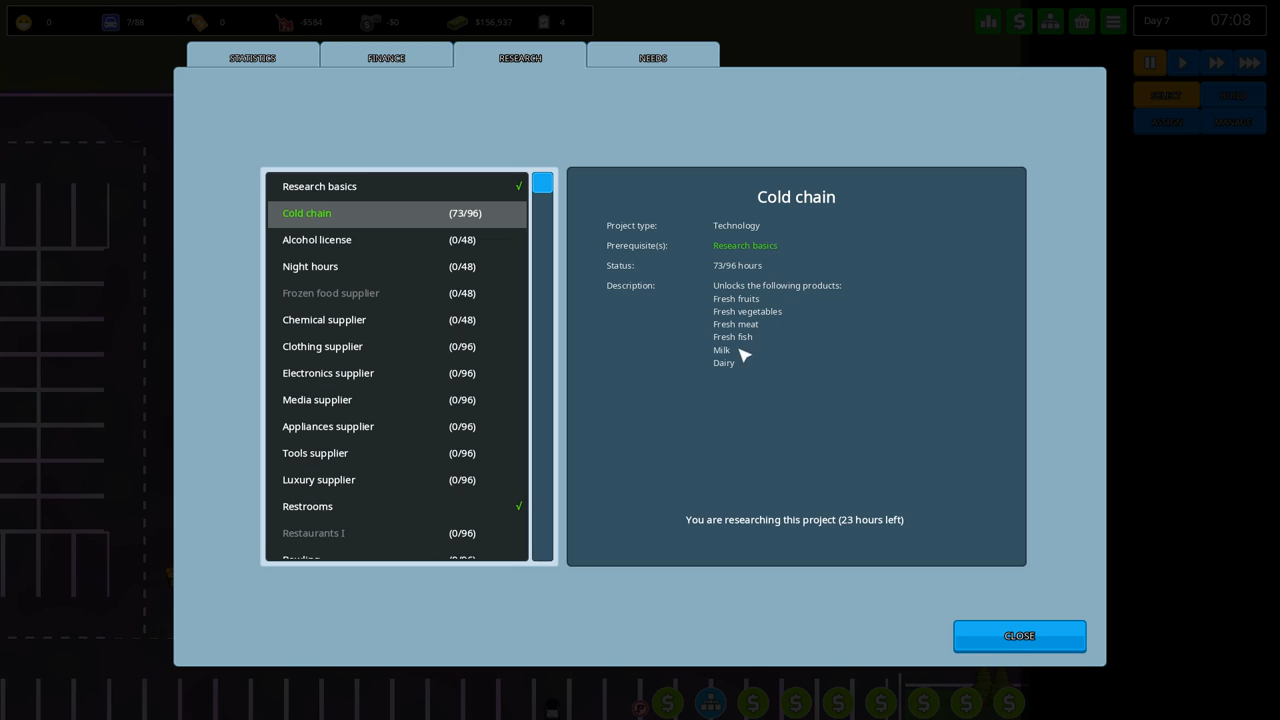 0 7/88 0 -$584 -$0 $156,937 4 Day 7 07:08
STATISTICS FINANCE RESEARCH NEEDS
SELECT
ASSIGN MANAGE
Research basics √
Cold chain (73/96)
Alcohol license (0/48)
Night hours (0/48)
Frozen food supplier (0/48)
Chemical supplier (0/48)
Clothing supplier (0/96)
Electronics supplier (0/96)
Media supplier (0/96)
Appliances supplier (0/96)
Tools supplier (0/96)
Luxury supplier (0/96)
Restrooms √
Restaurants I (0/96)
Cold chain
Project type: Technology
Prerequisite(s): Research basics
Status: 73/96 hours
Description: Unlocks the following products:
Fresh fruits
Fresh vegetables
Fresh meat
Fresh fish
Milk
Dairy
You are researching this project (23 hours left)
CLOSE